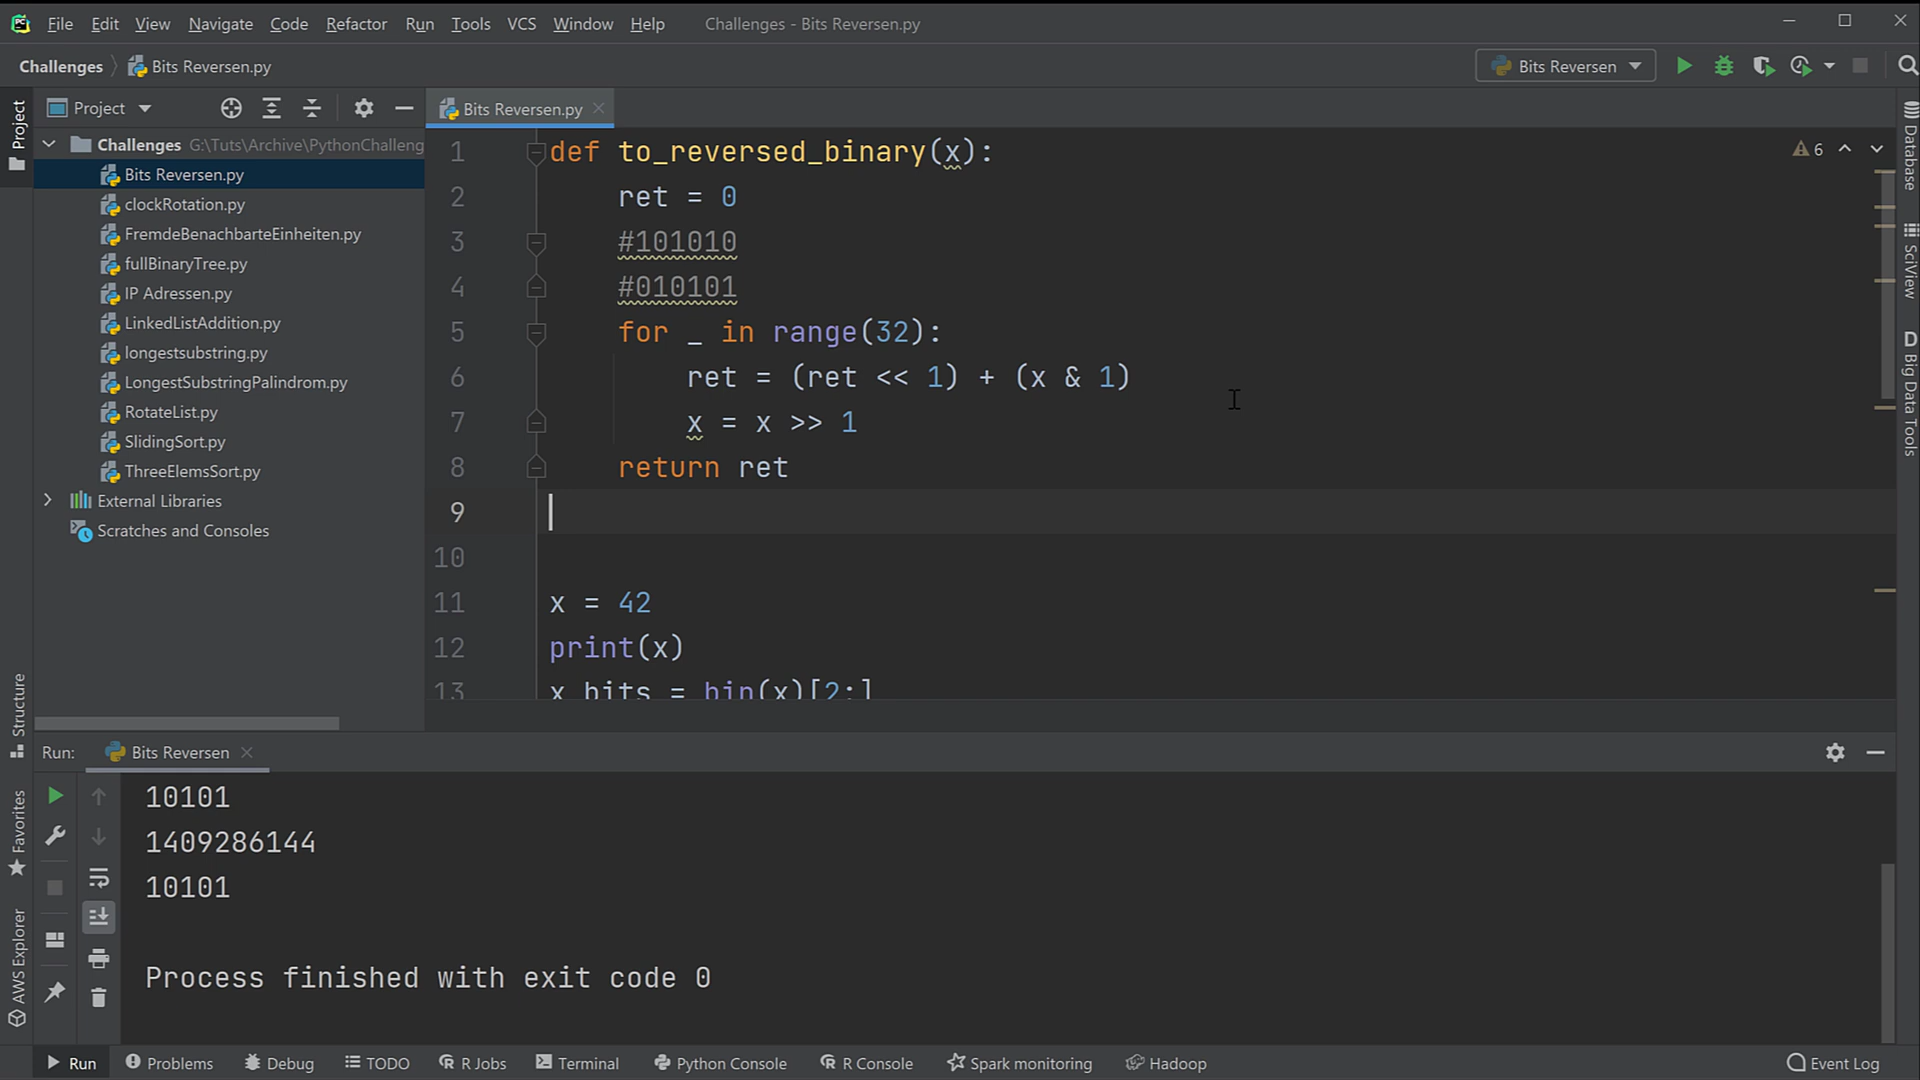 File Edit View Navigate Code Refactor Run Tools VCS Window Help Challenges - Bits Reversen.py
Challenges Bits Reversen.py Bits Reversen
Project
Bits Reversen.py
Challenges G:\Tuts\Archive\PythonChalleng
Bits Reversen.py
clockRotation.py
FremdeBenachbarteEinheiten.py
fullBinaryTree.py
IP Adressen.py
LinkedListAddition.py
longestsubstring.py
LongestSubstringPalindrom.py
RotateList.py
SlidingSort.py
ThreeElemsSort.py
External Libraries
Scratches and Consoles
1 def to_reversed_binary(x):
2 ret = 0
3 #101010
4 #010101
5 for _ in range(32):
6 ret = (ret << 1) + (x & 1)
7 x = x >> 1
8 return ret
9
10
11 x = 42
12 print(x)
13 x_bits = bin(x)[2:]
6
Project
Structure
Favorites
AWS Explorer
Database
SciView
D Big Data Tools
Run: Bits Reversen
10101
1409286144
10101
Process finished with exit code 0
Run Problems Debug TODO R Jobs Terminal Python Console R Console Spark monitoring Hadoop Event Log